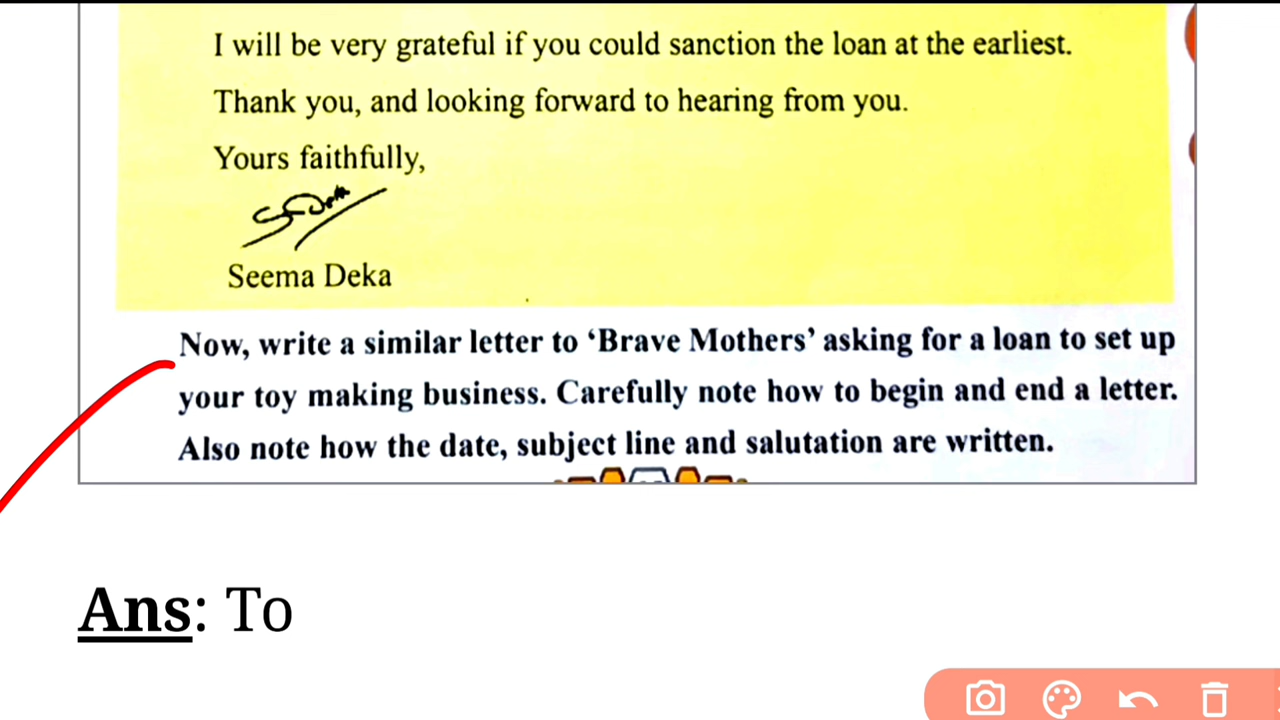 I will be very grateful if you could sanction the loan at the earliest.
Thank you, and looking forward to hearing from you.
Yours faithfully,
S Deka
Seema Deka
Now, write a similar letter to ‘Brave Mothers’ asking for a loan to set up
your toy making business. Carefully note how to begin and end a letter.
Also note how the date, subject line and salutation are written.
Ans: To